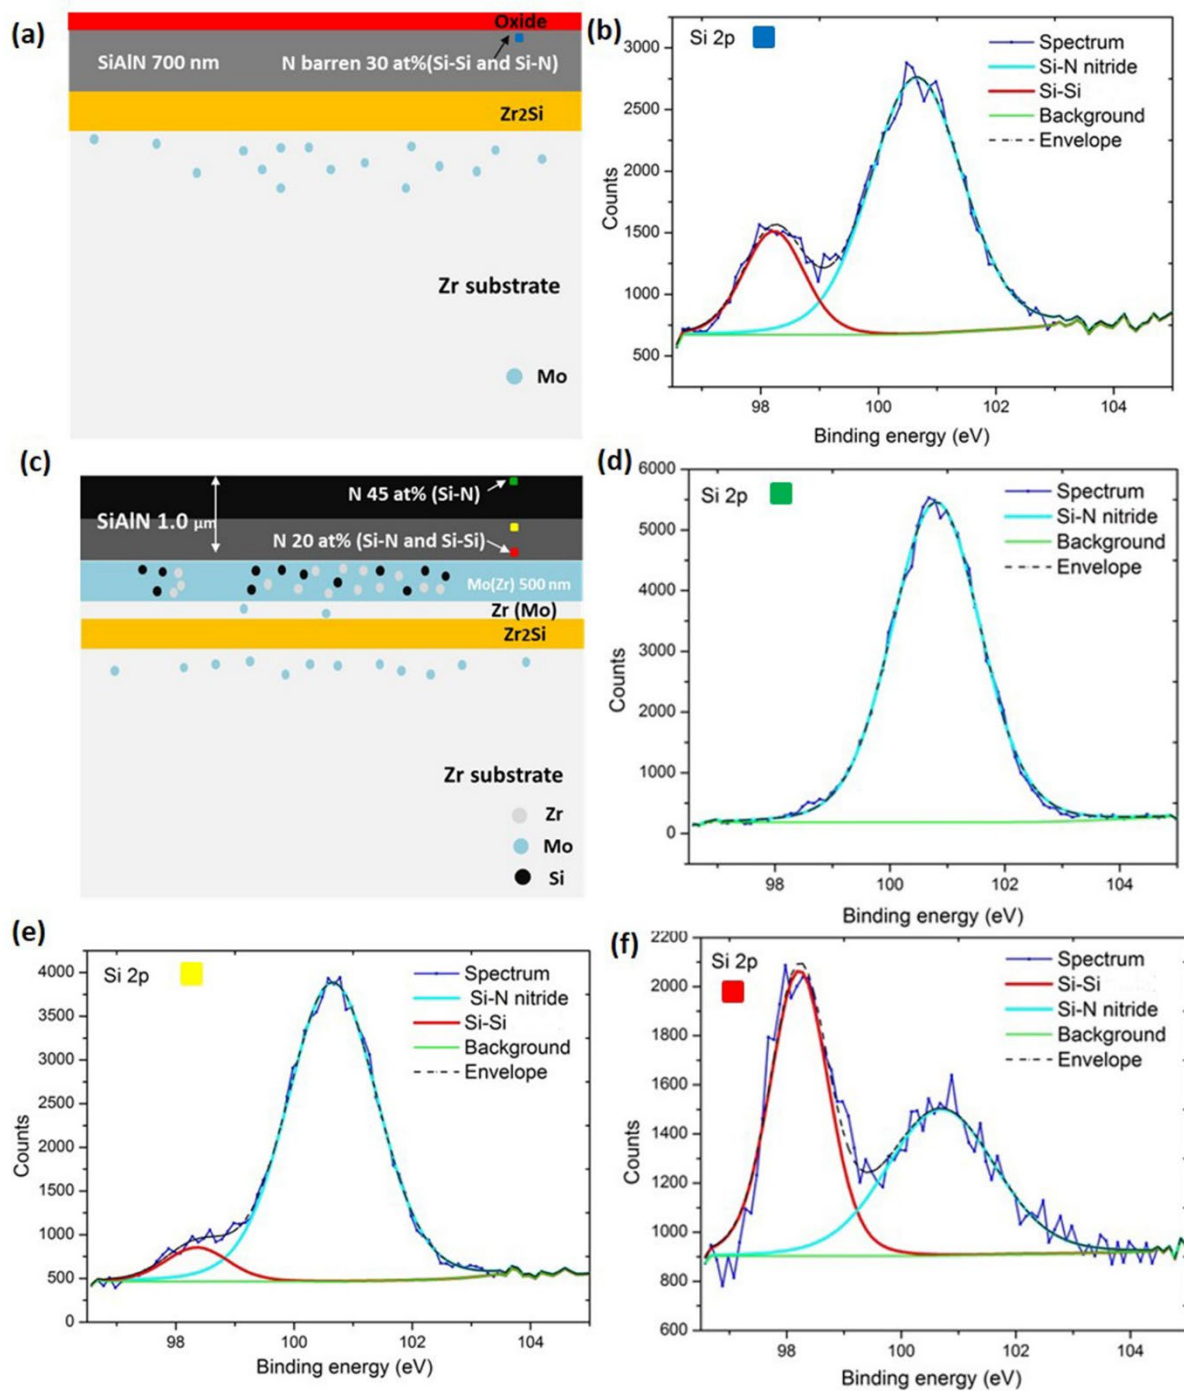 (a)
Oxide
SiAlN 700 nm
N barren 30 at%(Si-Si and Si-N)
Zr2Si
Zr substrate
Mo
(b)
Si 2p
Spectrum
Si-N nitride
Si-Si
Background
Envelope
3000
2500
2000
1500
1000
500
Counts
98
100
102
104
Binding energy (eV)
(c)
N 45 at% (Si-N)
SiAlN 1.0 μm
N 20 at% (Si-N and Si-Si)
Mo(Zr) 500 nm
Zr (Mo)
Zr2Si
Zr substrate
Zr
Mo
Si
(d)
Si 2p
Spectrum
Si-N nitride
Background
Envelope
6000
5000
4000
3000
2000
1000
0
Counts
98
100
102
104
Binding energy (eV)
(e)
Si 2p
Spectrum
Si-N nitride
Si-Si
Background
Envelope
4000
3500
3000
2500
2000
1500
1000
500
0
Counts
98
100
102
104
Binding energy (eV)
(f)
Si 2p
Spectrum
Si-Si
Si-N nitride
Background
Envelope
2200
2000
1800
1600
1400
1200
1000
800
600
Counts
98
100
102
104
Binding energy (eV)